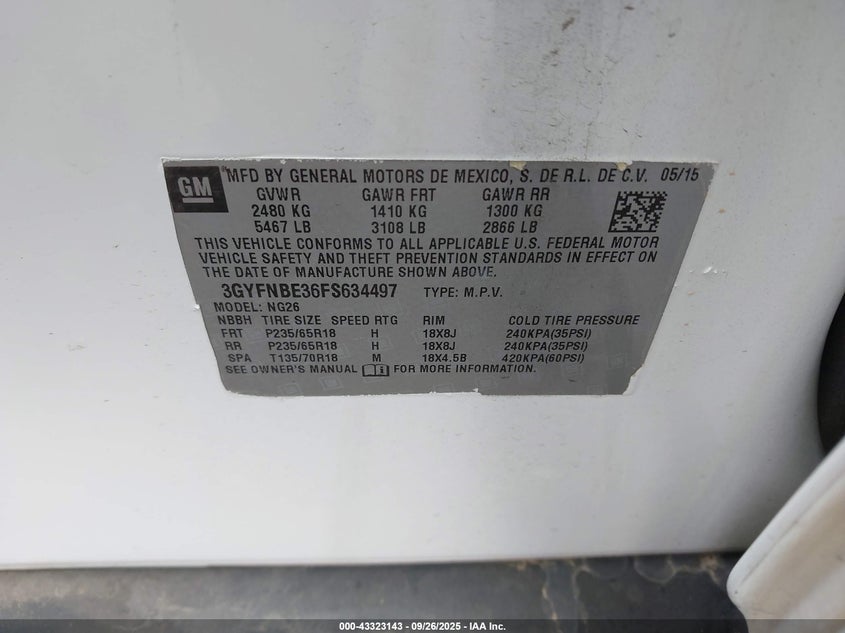 GM MFD BY GENERAL MOTORS DE MEXICO, S. DE R.L. DE C.V. 05/15
GVWR GAWR FRT GAWR RR
2480 KG 1410 KG 1300 KG
5467 LB 3108 LB 2866 LB
THIS VEHICLE CONFORMS TO ALL APPLICABLE U.S. FEDERAL MOTOR
VEHICLE SAFETY AND THEFT PREVENTION STANDARDS IN EFFECT ON
THE DATE OF MANUFACTURE SHOWN ABOVE.
3GYFNBE36FS634497 TYPE: M.P.V.
MODEL: NG26
NBBH TIRE SIZE SPEED RTG RIM COLD TIRE PRESSURE
FRT P235/65R18 H 18X8J 240KPA(35PSI)
RR P235/65R18 H 18X8J 240KPA(35PSI)
SPA T135/70R18 M 18X4.5B 420KPA(60PSI)
SEE OWNER'S MANUAL FOR MORE INFORMATION.
000-43323143 - 09/26/2025 - IAA Inc.